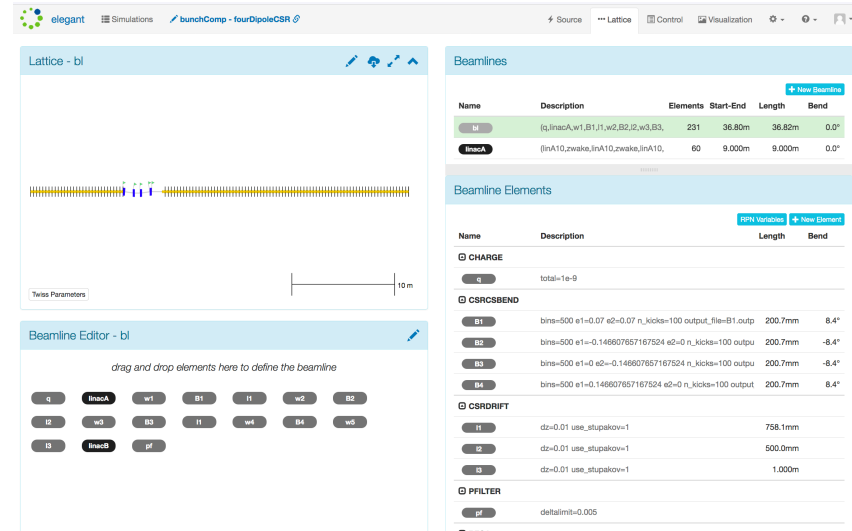 elegant Simulations bunchComp - fourDipoleCSR Source Lattice Control Visualization
Lattice - bl
10 m
Twiss Parameters
Beamline Editor - bl
drag and drop elements here to define the beamline
q linacA w1 B1 l1 w2 B2
l2 w3 B3 l1 w4 B4 w5
l3 linacB pf
Beamlines
New Beamline
Name Description Elements Start-End Length Bend
bl (q,linacA,w1,B1,l1,w2,B2,l2,w3,B3, 231 36.80m 36.82m 0.0°
linacA (linA10,zwake,linA10,zwake,linA10, 60 9.000m 9.000m 0.0°
Beamline Elements
RPN Variables New Element
Name Description Length Bend
CHARGE
q total=1e-9
CSRCSBEND
B1 bins=500 e1=0.07 e2=0.07 n_kicks=100 output_file=B1.outp 200.7mm 8.4°
B2 bins=500 e1=-0.146607657167524 e2=0 n_kicks=100 outpu 200.7mm -8.4°
B3 bins=500 e1=0 e2=-0.146607657167524 n_kicks=100 outpu 200.7mm -8.4°
B4 bins=500 e1=0.146607657167524 e2=0 n_kicks=100 output 200.7mm 8.4°
CSRDRIFT
l1 dz=0.01 use_stupakov=1 758.1mm
l2 dz=0.01 use_stupakov=1 500.0mm
l3 dz=0.01 use_stupakov=1 1.000m
PFILTER
pf deltalimit=0.005